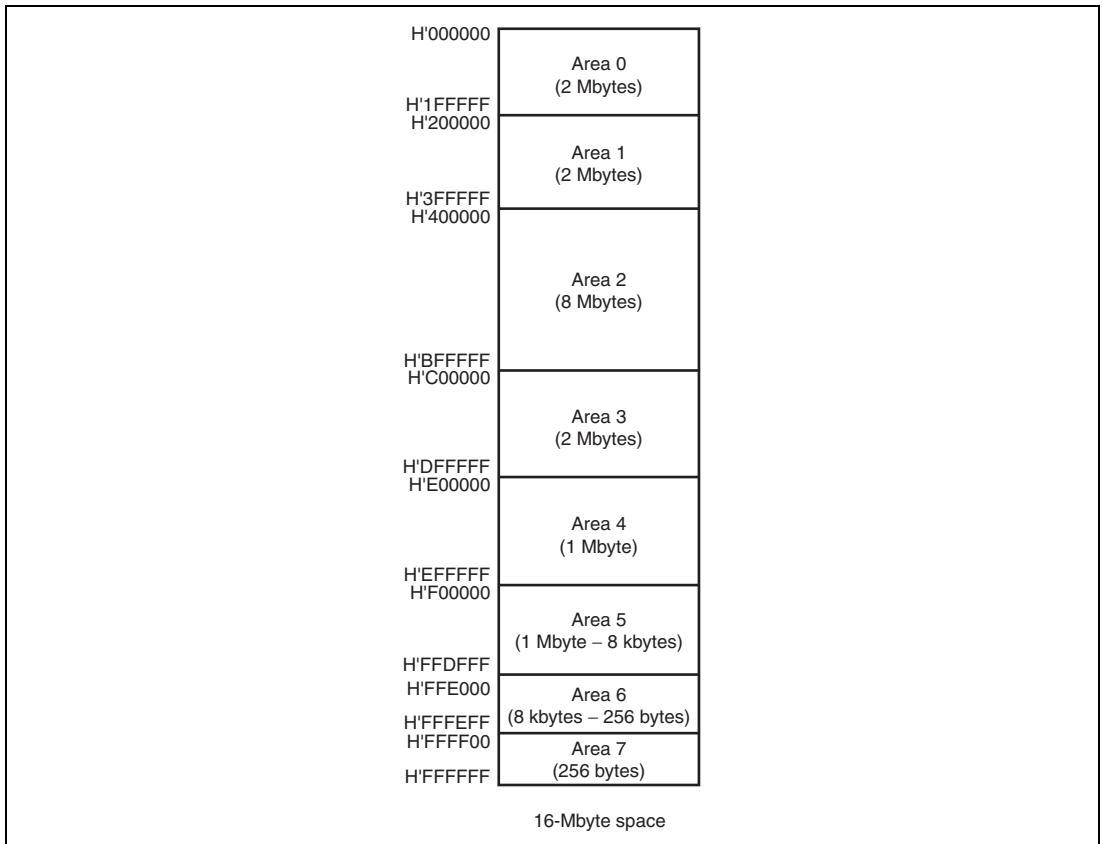 H'000000
Area 0
(2 Mbytes)
H'1FFFFF
H'200000
Area 1
(2 Mbytes)
H'3FFFFF
H'400000
Area 2
(8 Mbytes)
H'BFFFFF
H'C00000
Area 3
(2 Mbytes)
H'DFFFFF
H'E00000
Area 4
(1 Mbyte)
H'EFFFFF
H'F00000
Area 5
(1 Mbyte – 8 kbytes)
H'FFDFFF
H'FFE000
Area 6
(8 kbytes – 256 bytes)
H'FFFEFF
H'FFFF00
Area 7
(256 bytes)
H'FFFFFF
16-Mbyte space